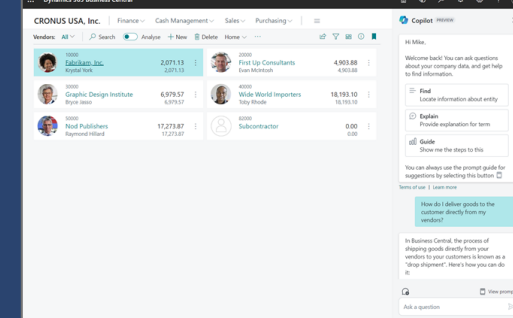 Dynamics 365 Business Central
CRONUS USA, Inc. Finance Cash Management Sales Purchasing
Vendors: All Search Analyse + New Delete Home ...
10000
Fabrikam, Inc.
Krystal York
2,071.13
2,071.13
20000
First Up Consultants
Evan McIntosh
4,903.88
4,903.88
30000
Graphic Design Institute
Bryce Jasso
6,979.57
6,979.57
40000
Wide World Importers
Toby Rhode
18,193.10
18,193.10
50000
Nod Publishers
Raymond Hillard
17,273.87
17,273.87
82000
Subcontractor
0.00
0.00
Copilot PREVIEW
Hi Mike,
Welcome back! You can ask questions
about your company data, and get help
to find information.
Find
Locate information about entity
Explain
Provide explanation for term
Guide
Show me the steps to this
You can always use the prompt guide for
suggestions by selecting this button
Terms of use | Learn more
How do I deliver goods to the
customer directly from my
vendors?
In Business Central, the process of
shipping goods directly from your
vendors to your customers is known as a
"drop shipment". Here's how you can do
it:
View promp
Ask a question